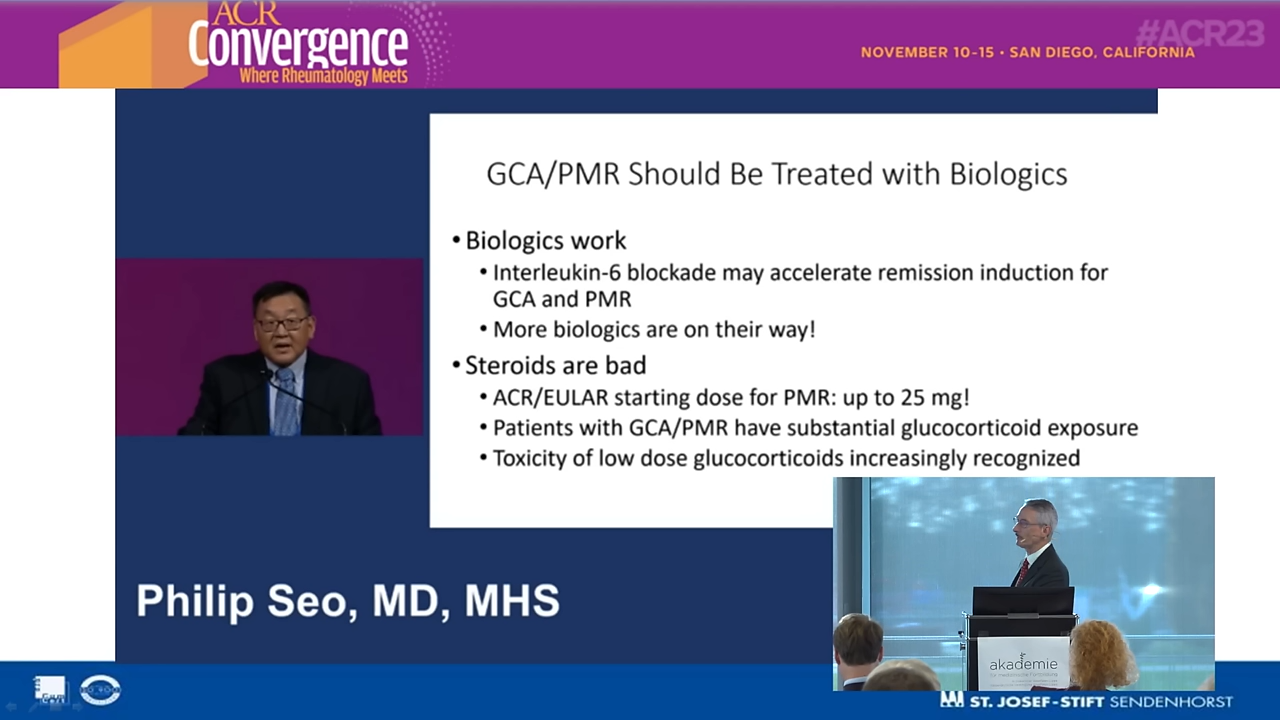 ACR
Convergence
Where Rheumatology Meets
#ACR23
NOVEMBER 10-15 • SAN DIEGO, CALIFORNIA
GCA/PMR Should Be Treated with Biologics
• Biologics work
• Interleukin-6 blockade may accelerate remission induction for
GCA and PMR
• More biologics are on their way!
• Steroids are bad
• ACR/EULAR starting dose for PMR: up to 25 mg!
• Patients with GCA/PMR have substantial glucocorticoid exposure
• Toxicity of low dose glucocorticoids increasingly recognized
Philip Seo, MD, MHS
akademie
ST. JOSEF-STIFT SENDENHORST